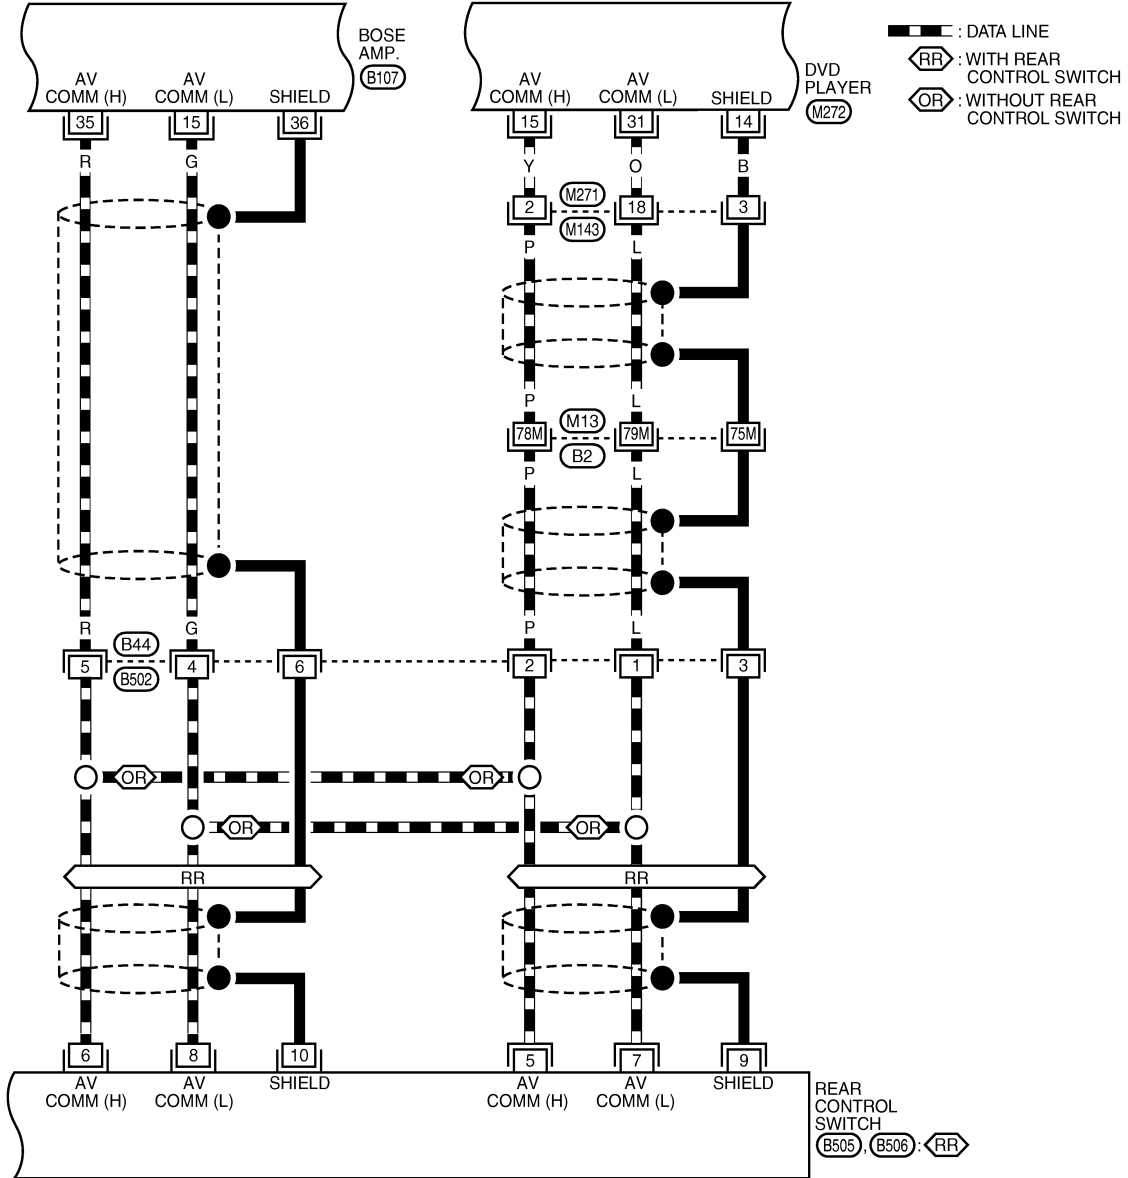 BOSE
AMP.
B107
AV
COMM (H)
AV
COMM (L)
SHIELD
35
15
36
DVD
PLAYER
M272
AV
COMM (H)
AV
COMM (L)
SHIELD
15
31
14
: DATA LINE
RR : WITH REAR
CONTROL SWITCH
OR : WITHOUT REAR
CONTROL SWITCH
R
G
Y
O
B
2
M271
18
3
M143
P
L
P
L
78M
M13
79M
75M
B2
P
L
R
G
P
L
5
B44
4
6
2
1
3
B502
OR
OR
OR
OR
RR
RR
6
8
10
5
7
9
AV
COMM (H)
AV
COMM (L)
SHIELD
AV
COMM (H)
AV
COMM (L)
SHIELD
REAR
CONTROL
SWITCH
B505 , B506 : RR